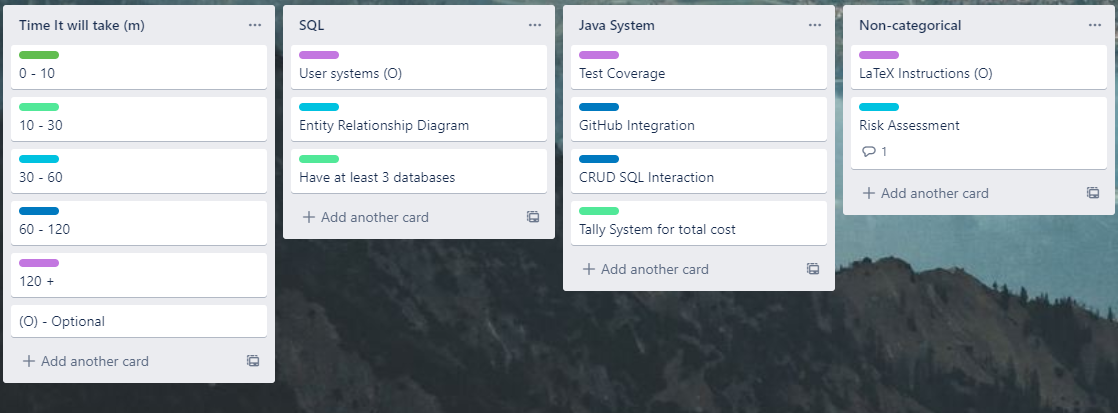 Time It will take (m)
0 - 10
10 - 30
30 - 60
60 - 120
120 +
(O) - Optional
Add another card
SQL
User systems (O)
Entity Relationship Diagram
Have at least 3 databases
Add another card
Java System
Test Coverage
GitHub Integration
CRUD SQL Interaction
Tally System for total cost
Add another card
Non-categorical
LaTeX Instructions (O)
Risk Assessment
1
Add another card